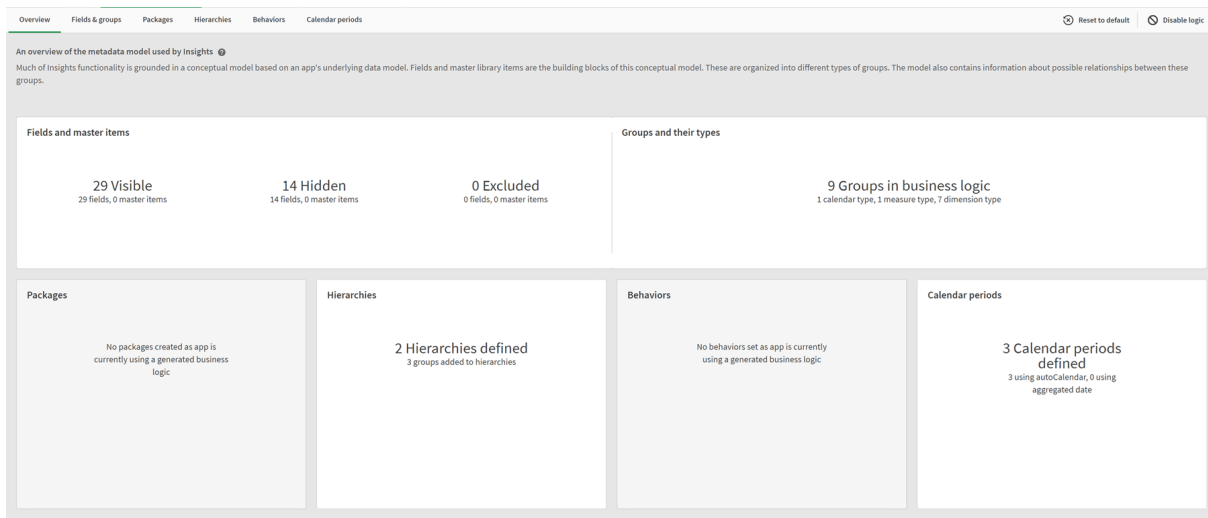 Overview Fields & groups Packages Hierarchies Behaviors Calendar periods Reset to default Disable logic
An overview of the metadata model used by Insights
Much of Insights functionality is grounded in a conceptual model based on an app's underlying data model. Fields and master library items are the building blocks of this conceptual model. These are organized into different types of groups. The model also contains information about possible relationships between these
groups.
Fields and master items
29 Visible
29 fields, 0 master items
14 Hidden
14 fields, 0 master items
0 Excluded
0 fields, 0 master items
Groups and their types
9 Groups in business logic
1 calendar type, 1 measure type, 7 dimension type
Packages
No packages created as app is
currently using a generated business
logic
Hierarchies
2 Hierarchies defined
3 groups added to hierarchies
Behaviors
No behaviors set as app is currently
using a generated business logic
Calendar periods
3 Calendar periods
defined
3 using autoCalendar, 0 using
aggregated date